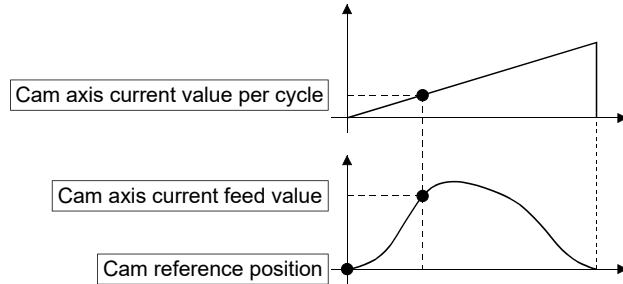 Cam axis current value per cycle
Cam axis current feed value
Cam reference position